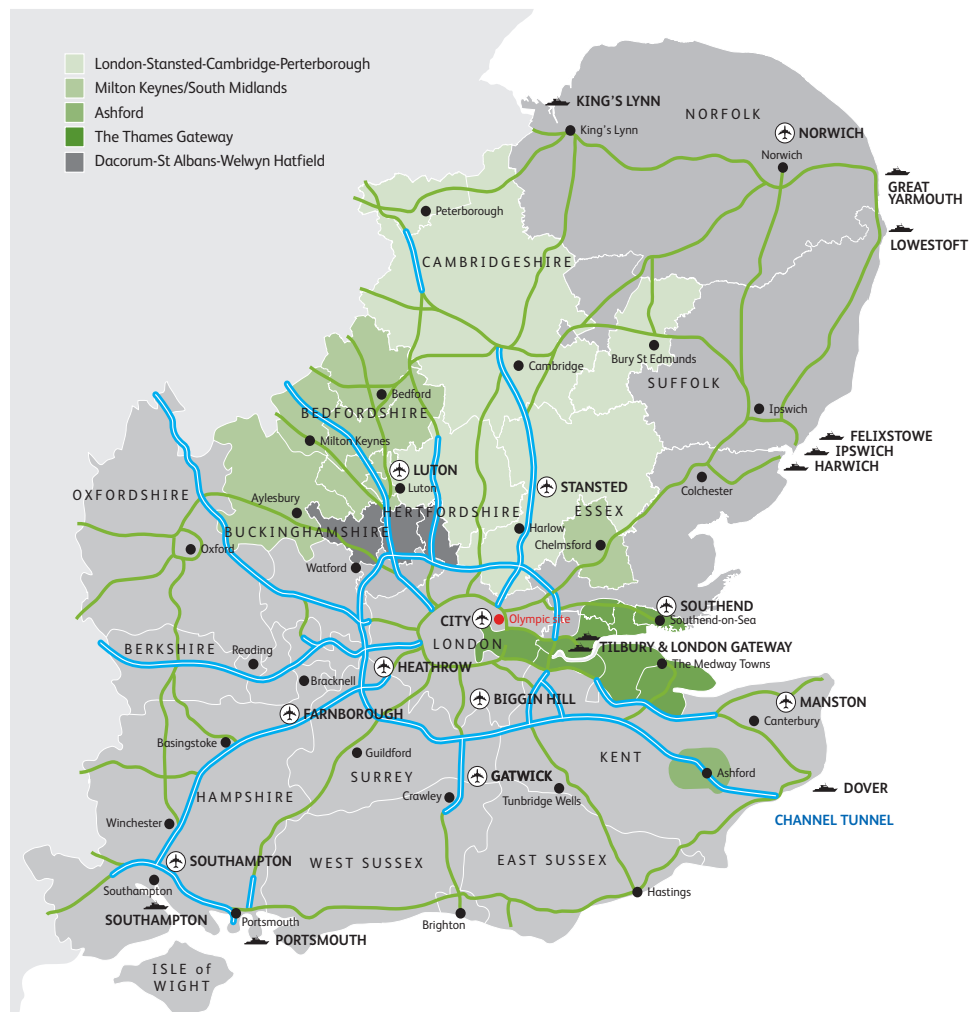 London-Stansted-Cambridge-Perterborough
Milton Keynes/South Midlands
Ashford
The Thames Gateway
Dacorum-St Albans-Welwyn Hatfield
KING'S LYNN
King's Lynn
NORFOLK
NORWICH
Norwich
GREAT
YARMOUTH
LOWESTOFT
Peterborough
CAMBRIDGESHIRE
Bury St Edmunds
Cambridge
SUFFOLK
Ipswich
Bedford
BEDFORDSHIRE
Milton Keynes
FELIXSTOWE
IPSWICH
HARWICH
LUTON
Luton
STANSTED
Colchester
OXFORDSHIRE
Aylesbury
HERTFORDSHIRE
ESSEX
BUCKINGHAMSHIRE
Harlow
Chelmsford
Oxford
Watford
CITY
Olympic site
SOUTHEND
Southend-on-Sea
LONDON
TILBURY & LONDON GATEWAY
BERKSHIRE
Reading
HEATHROW
The Medway Towns
Bracknell
BIGGIN HILL
MANSTON
FARNBOROUGH
Canterbury
Basingstoke
Guildford
KENT
SURREY
GATWICK
Ashford
Crawley
Tunbridge Wells
DOVER
HAMPSHIRE
CHANNEL TUNNEL
Winchester
SOUTHAMPTON
WEST SUSSEX
EAST SUSSEX
Southampton
Hastings
SOUTHAMPTON
Portsmouth
Brighton
PORTSMOUTH
ISLE of
WIGHT